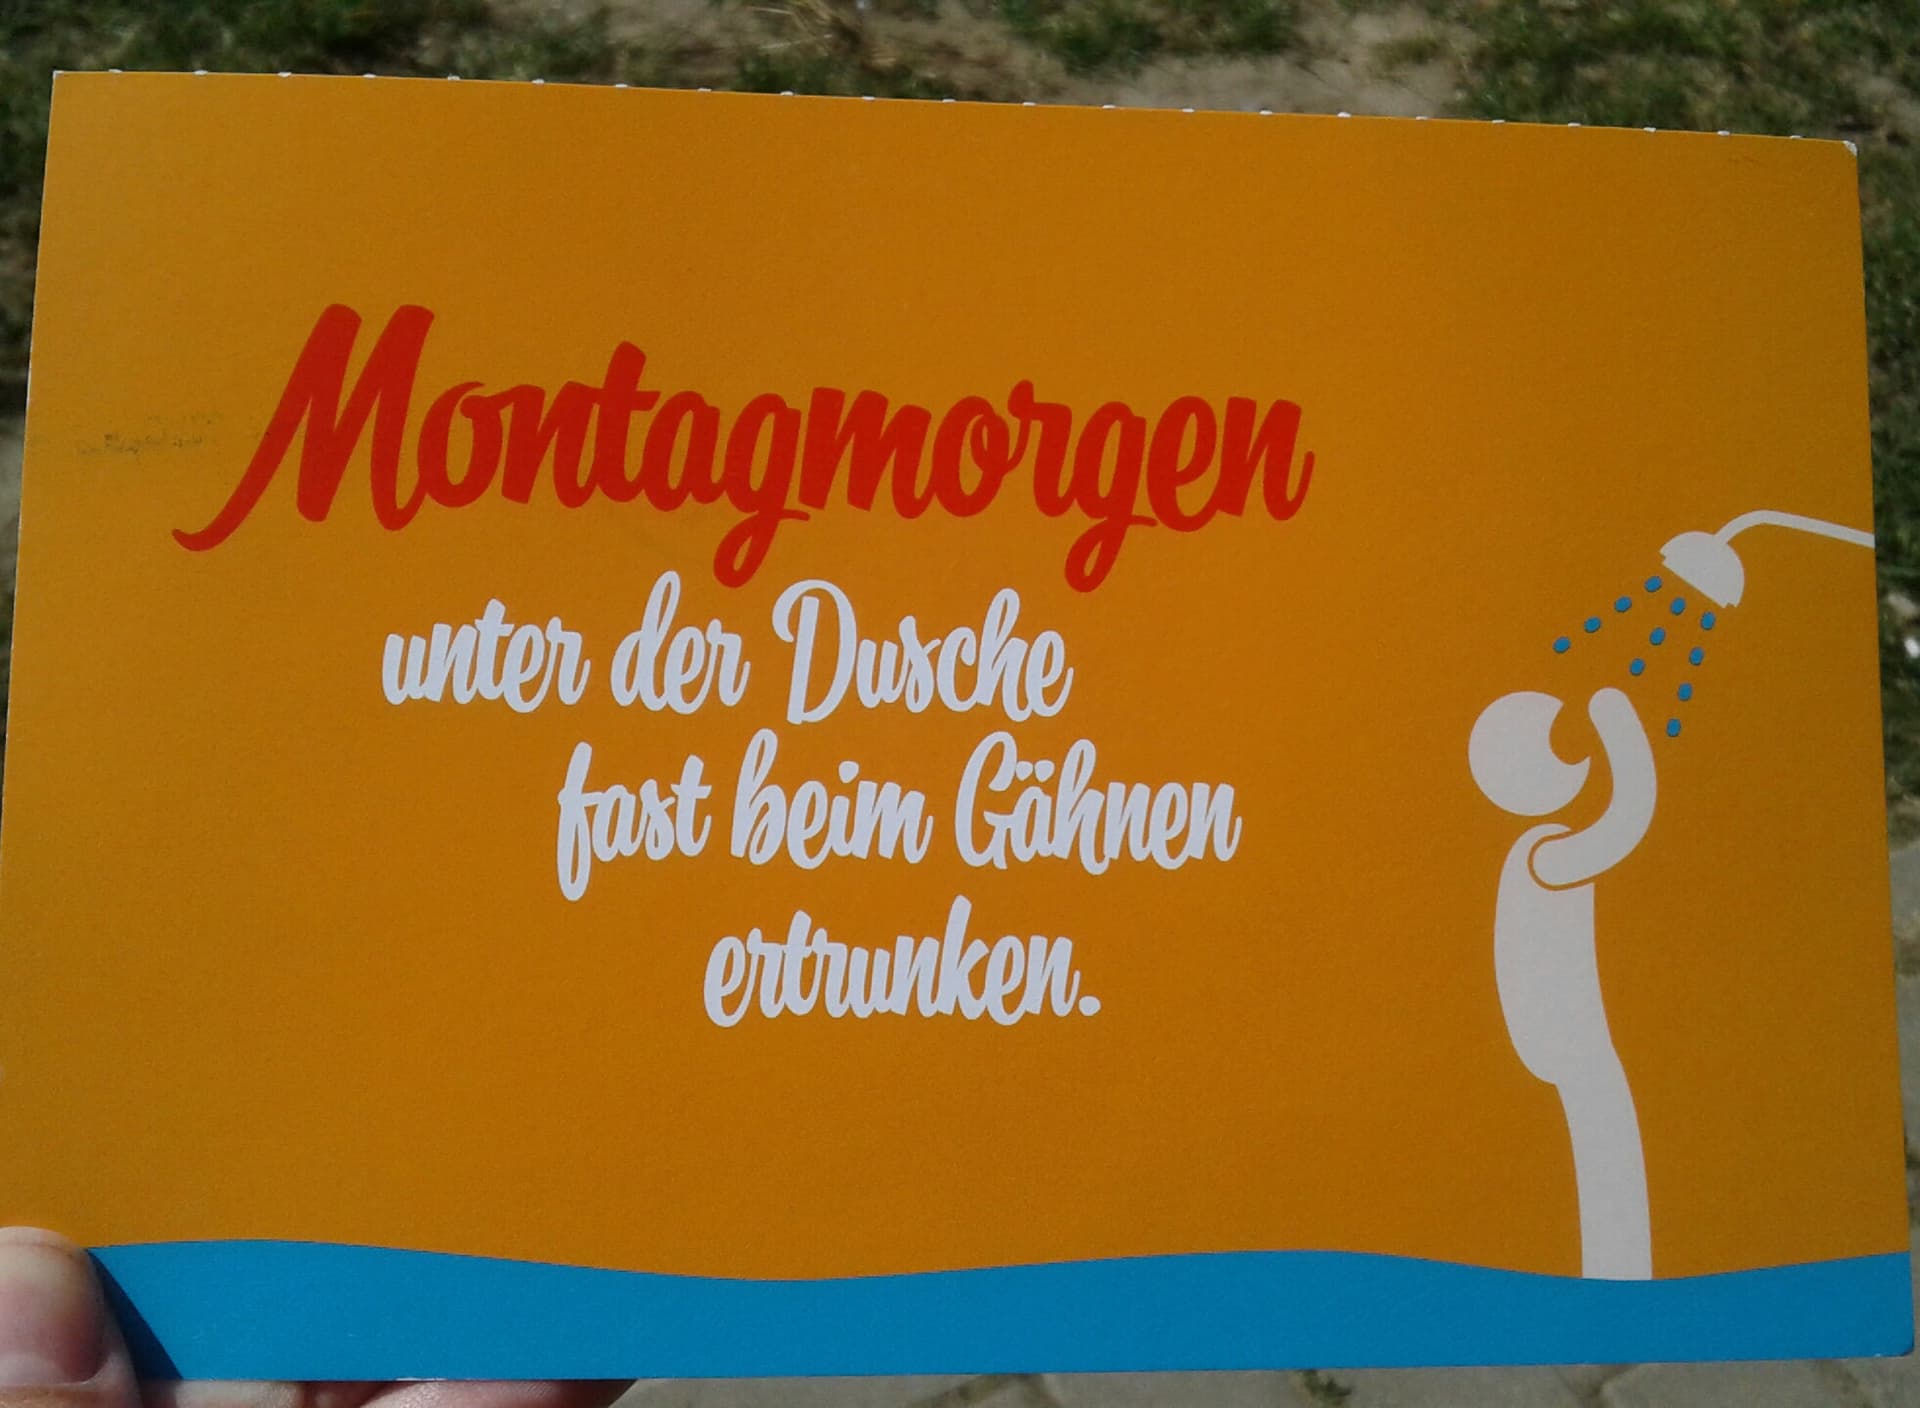 Montagmorgen
unter der Dusche
fast beim Gähnen
ertrunken.